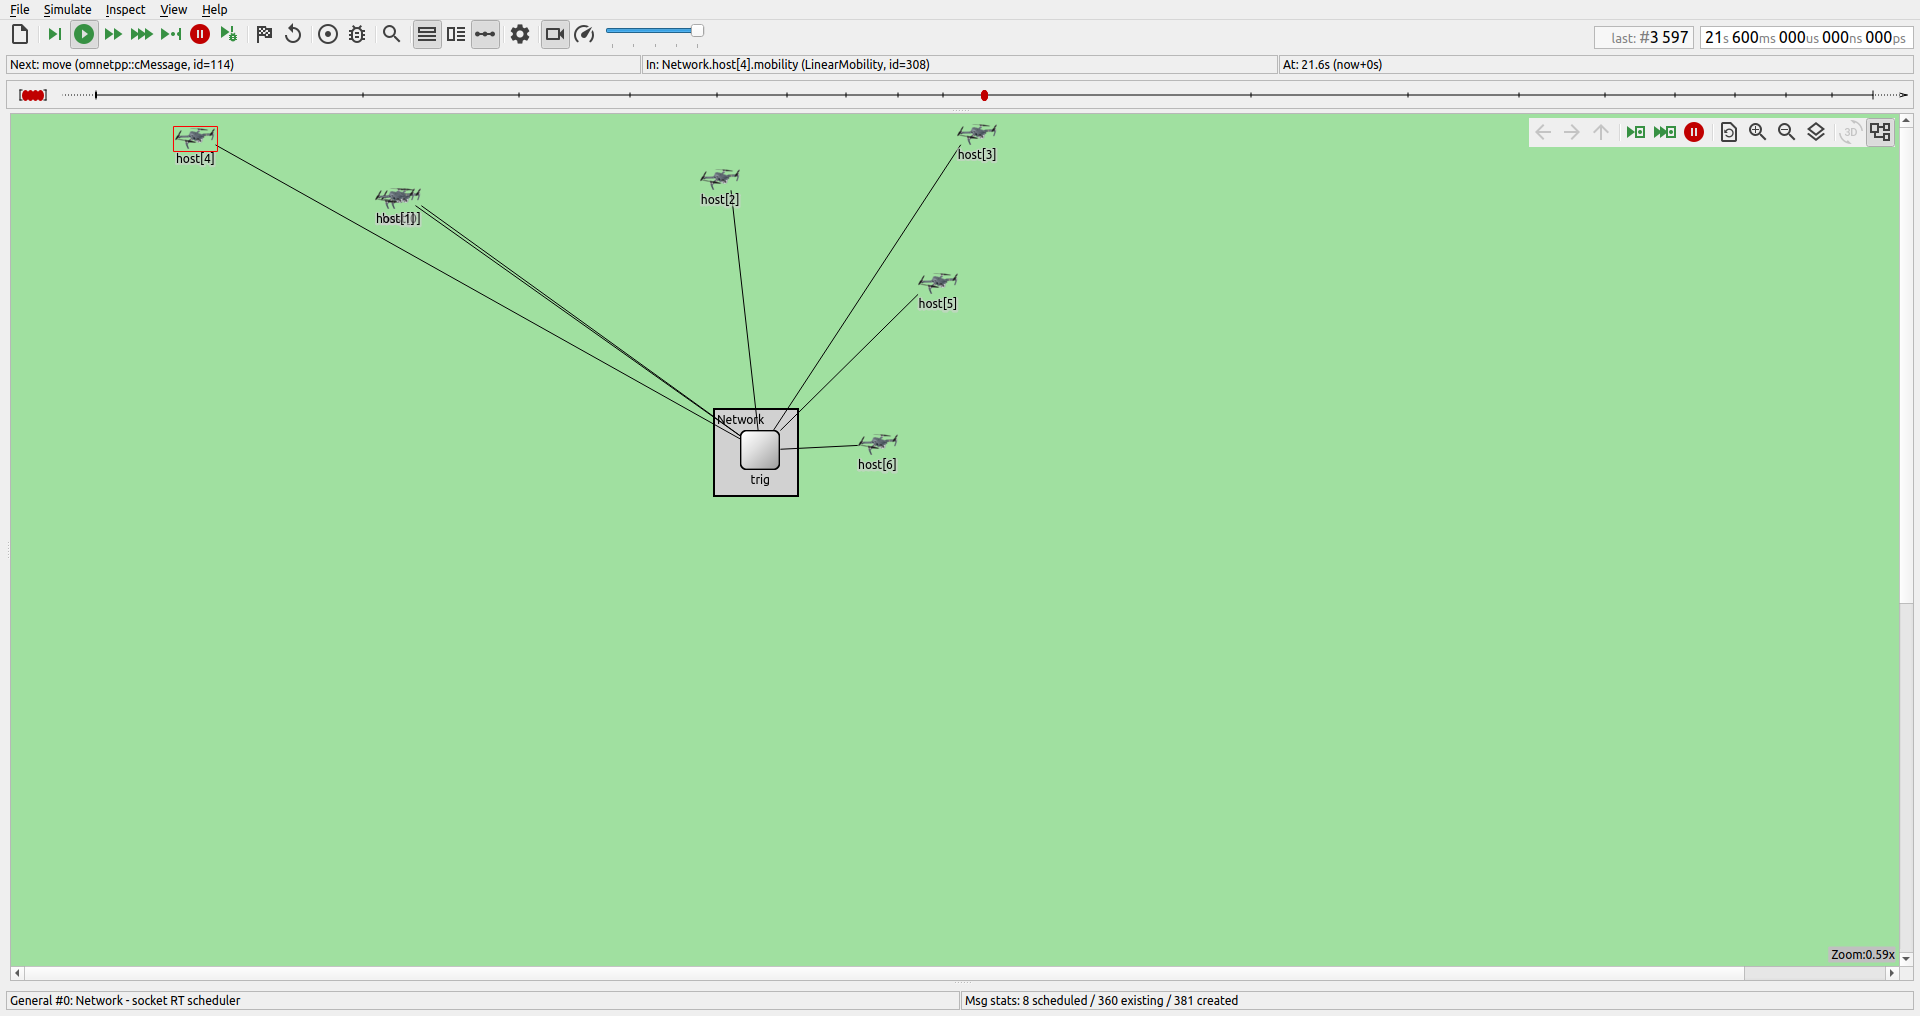 File Simulate Inspect View Help
last: #3 597
21s 600ms 000us 000ns 000ps
Next: move (omnetpp::cMessage, id=114)
In: Network.host[4].mobility (LinearMobility, id=308)
At: 21.6s (now+0s)
host[4]
host[3]
host[1]
host[2]
3D
host[5]
Network
host[6]
trig
Zoom:0.59x
General #0: Network - socket RT scheduler
Msg stats: 8 scheduled / 360 existing / 381 created